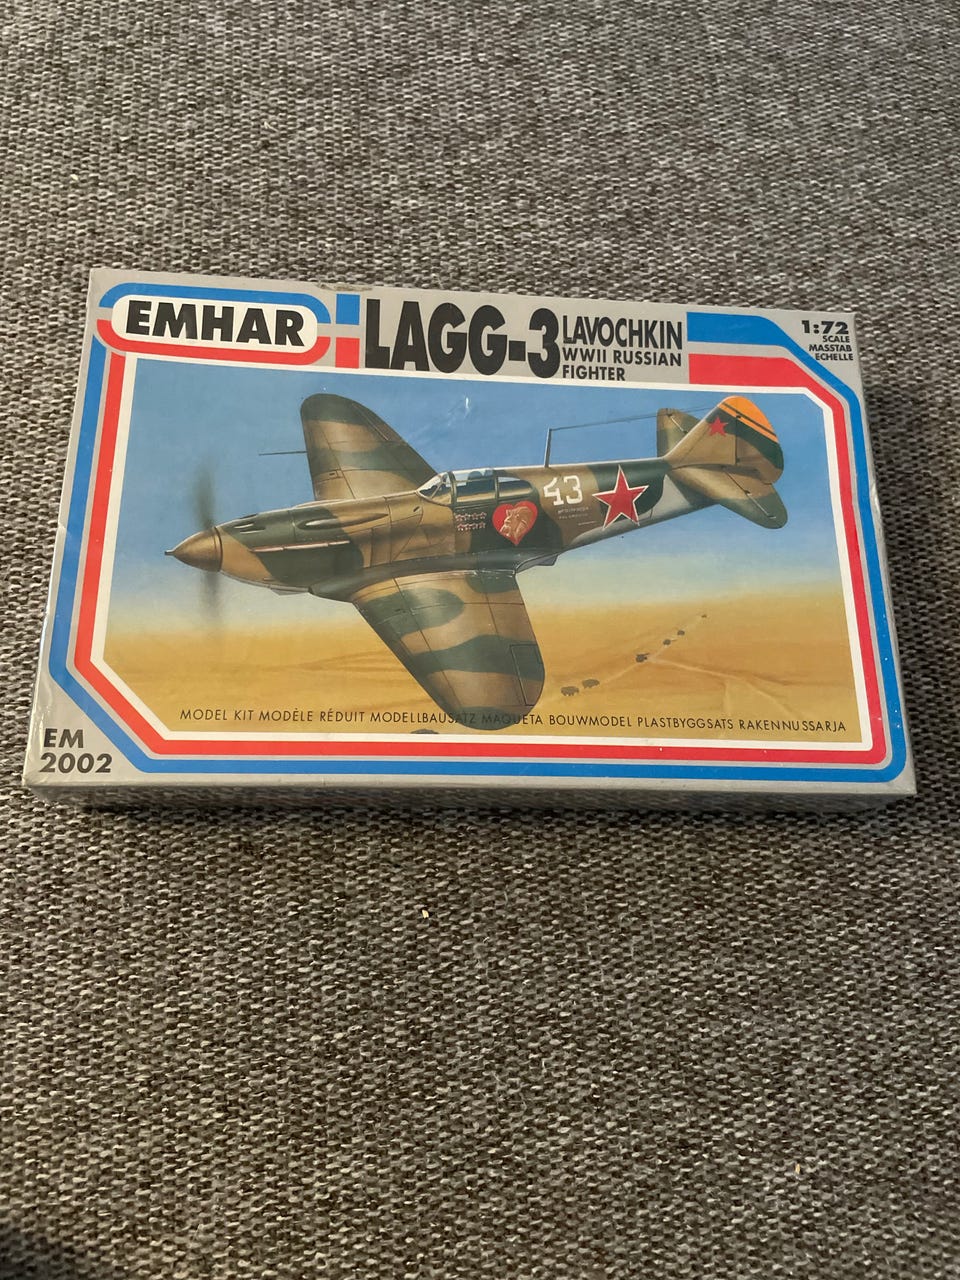 EMHAR
LAGG-3
LAVOCHKIN
WWII RUSSIAN
FIGHTER
1:72
SCALE
MASSTAB
ECHELLE
43
MODEL KIT MODÈLE RÉDUIT MODELLBAUSATZ MAQUETA BOUWMODEL PLASTBYGGSATS RAKENNUSSARJA
EM
2002